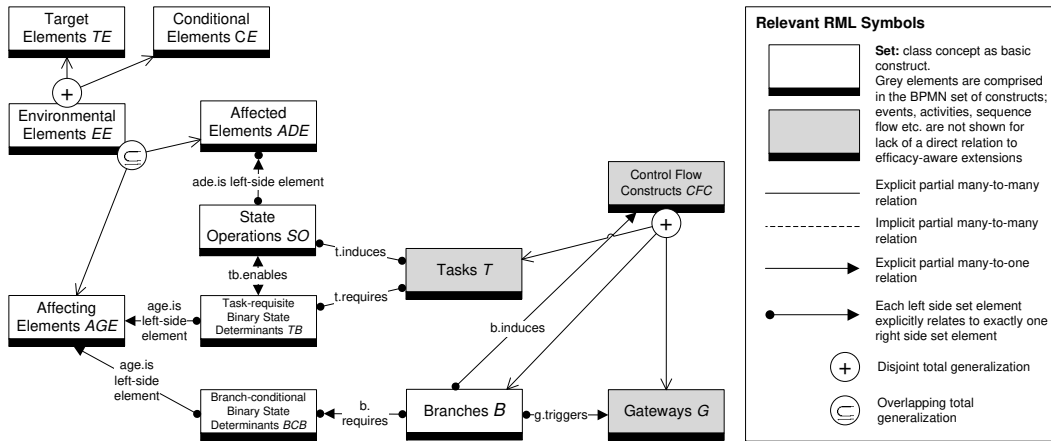 Target
Elements TE
Conditional
Elements CE
+
Environmental
Elements EE
Affected
Elements ADE
ade.is left-side element
State
Operations SO
t.induces
tb.enables
Tasks T
t.requires
Control Flow
Constructs CFC
+
Affecting
Elements AGE
age.is
left-side
element
Task-requisite
Binary State
Determinants TB
b.induces
age.is
left-side
element
Branch-conditional
Binary State
Determinants BCB
b.
requires
Branches B
g.triggers
Gateways G
Relevant RML Symbols
Set: class concept as basic
construct.
Grey elements are comprised
in the BPMN set of constructs;
events, activities, sequence
flow etc. are not shown for
lack of a direct relation to
efficacy-aware extensions
Explicit partial many-to-many
relation
Implicit partial many-to-many
relation
Explicit partial many-to-one
relation
Each left side set element
explicitly relates to exactly one
right side set element
+
Disjoint total generalization
Overlapping total
generalization